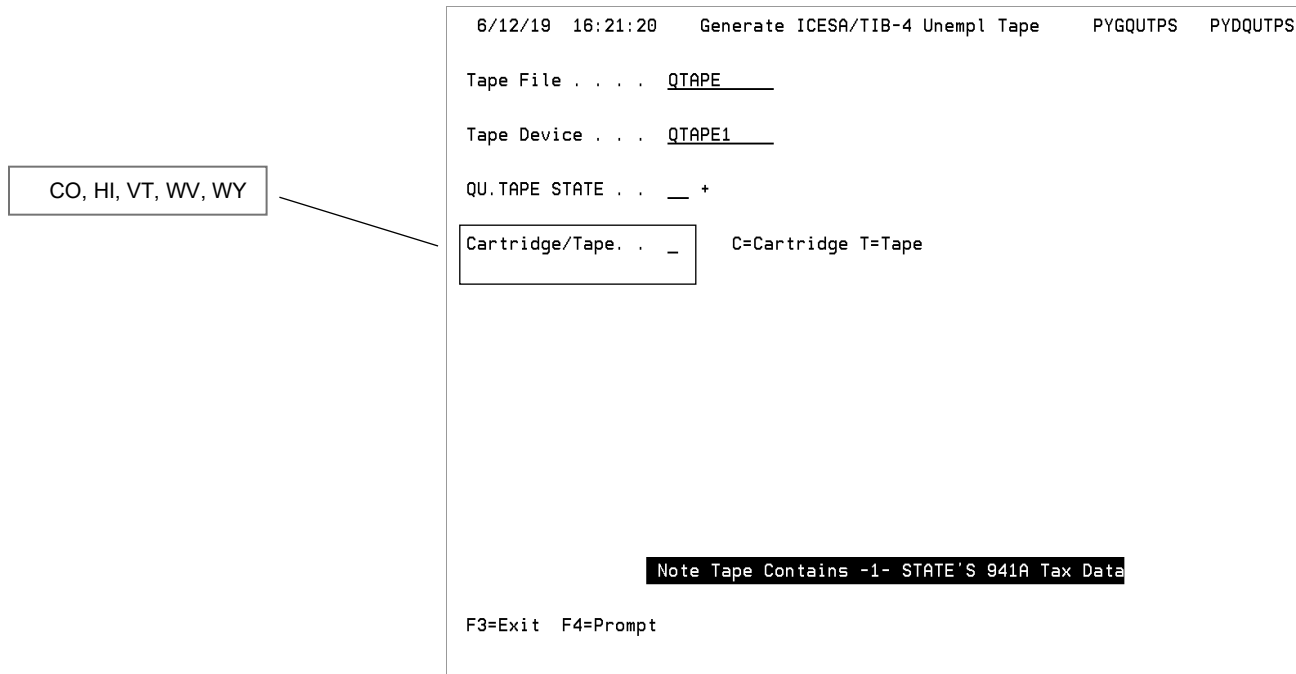 6/12/19 16:21:20 Generate ICESA/TIB-4 Unempl Tape PYGQUTPS PYDQUTPS
Tape File . . . . QTAPE
Tape Device . . . QTAPE1
CO, HI, VT, WV, WY
QU.TAPE STATE . . __ +
Cartridge/Tape. . _ C=Cartridge T=Tape
Note Tape Contains -1- STATE'S 941A Tax Data
F3=Exit F4=Prompt